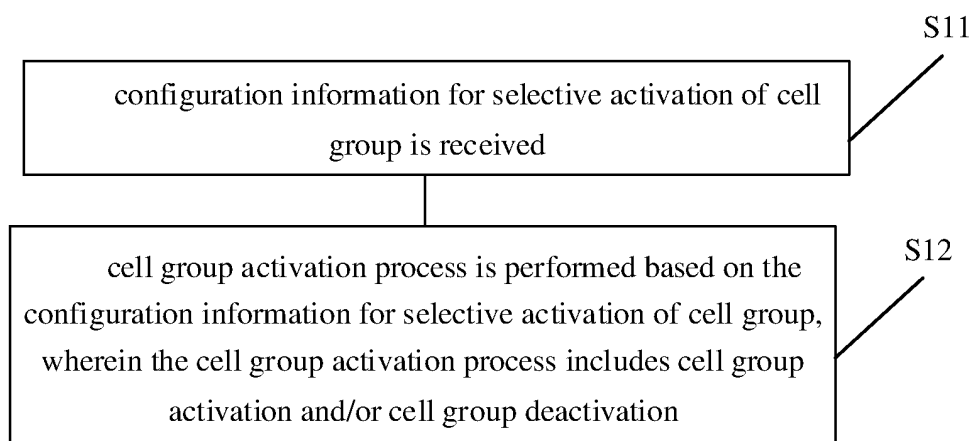 S11
configuration information for selective activation of cell
group is received
S12
cell group activation process is performed based on the
configuration information for selective activation of cell group,
wherein the cell group activation process includes cell group
activation and/or cell group deactivation